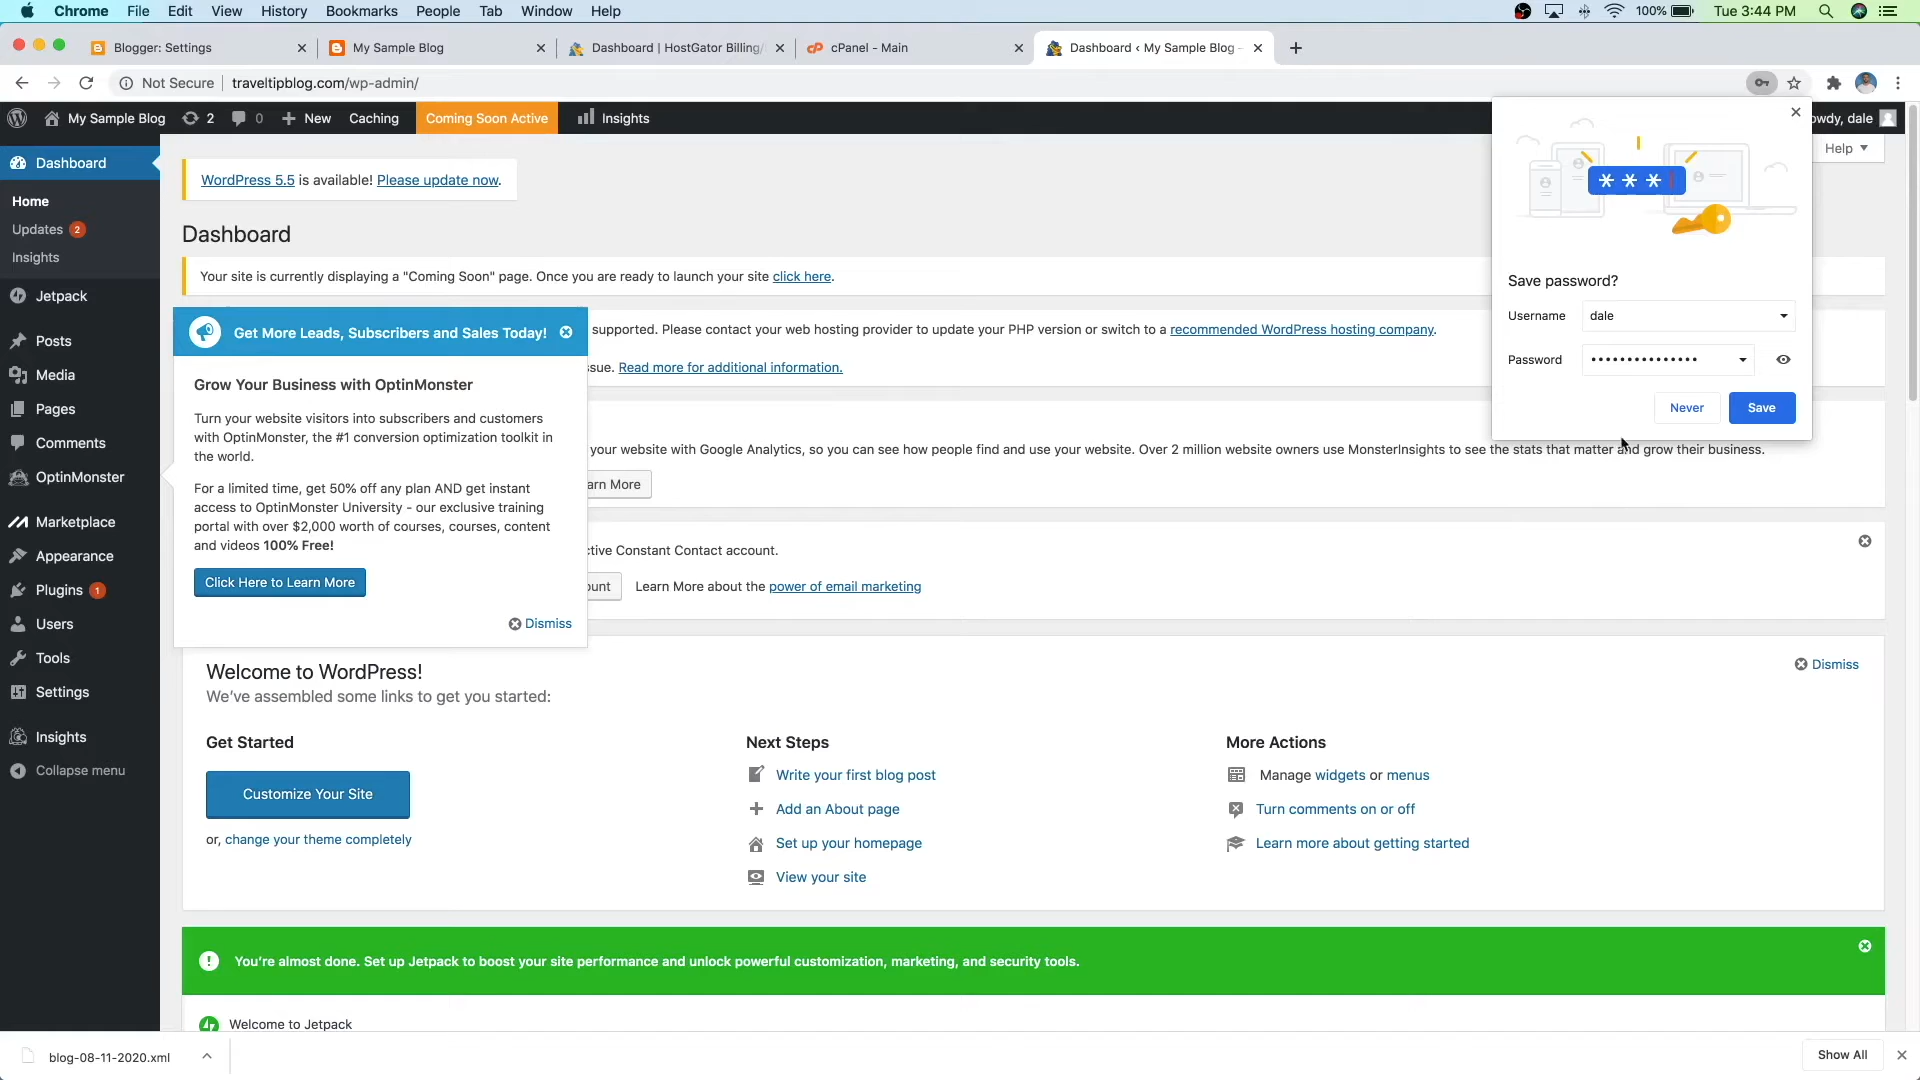 Chrome File Edit View History Bookmarks People Tab Window Help
100% Tue 3:44 PM
Blogger: Settings
My Sample Blog
Dashboard | HostGator Billing/
cPanel - Main
Dashboard ‹ My Sample Blog -
Not Secure
traveltipblog.com/wp-admin/
My Sample Blog
2
0
New
Caching
Coming Soon Active
Insights
owdy, dale
Help
Dashboard
Home
Updates 2
Insights
Jetpack
Posts
Media
Pages
Comments
OptinMonster
Marketplace
Appearance
Plugins 1
Users
Tools
Settings
Insights
Collapse menu
WordPress 5.5 is available! Please update now.
Dashboard
Your site is currently displaying a "Coming Soon" page. Once you are ready to launch your site click here.
supported. Please contact your web hosting provider to update your PHP version or switch to a recommended WordPress hosting company.
sue. Read more for additional information.
your website with Google Analytics, so you can see how people find and use your website. Over 2 million website owners use MonsterInsights to see the stats that matter and grow their business.
arn More
ctive Constant Contact account.
ount
Learn More about the power of email marketing
Get More Leads, Subscribers and Sales Today!
Grow Your Business with OptinMonster
Turn your website visitors into subscribers and customers
with OptinMonster, the #1 conversion optimization toolkit in
the world.
For a limited time, get 50% off any plan AND get instant
access to OptinMonster University - our exclusive training
portal with over $2,000 worth of courses, courses, content
and videos 100% Free!
Click Here to Learn More
Dismiss
Save password?
Username dale
Password •••••••••••••••
Never
Save
Welcome to WordPress!
We've assembled some links to get you started:
Dismiss
Get Started
Customize Your Site
or, change your theme completely
Next Steps
Write your first blog post
Add an About page
Set up your homepage
View your site
More Actions
Manage widgets or menus
Turn comments on or off
Learn more about getting started
You're almost done. Set up Jetpack to boost your site performance and unlock powerful customization, marketing, and security tools.
Welcome to Jetpack
blog-08-11-2020.xml
Show All